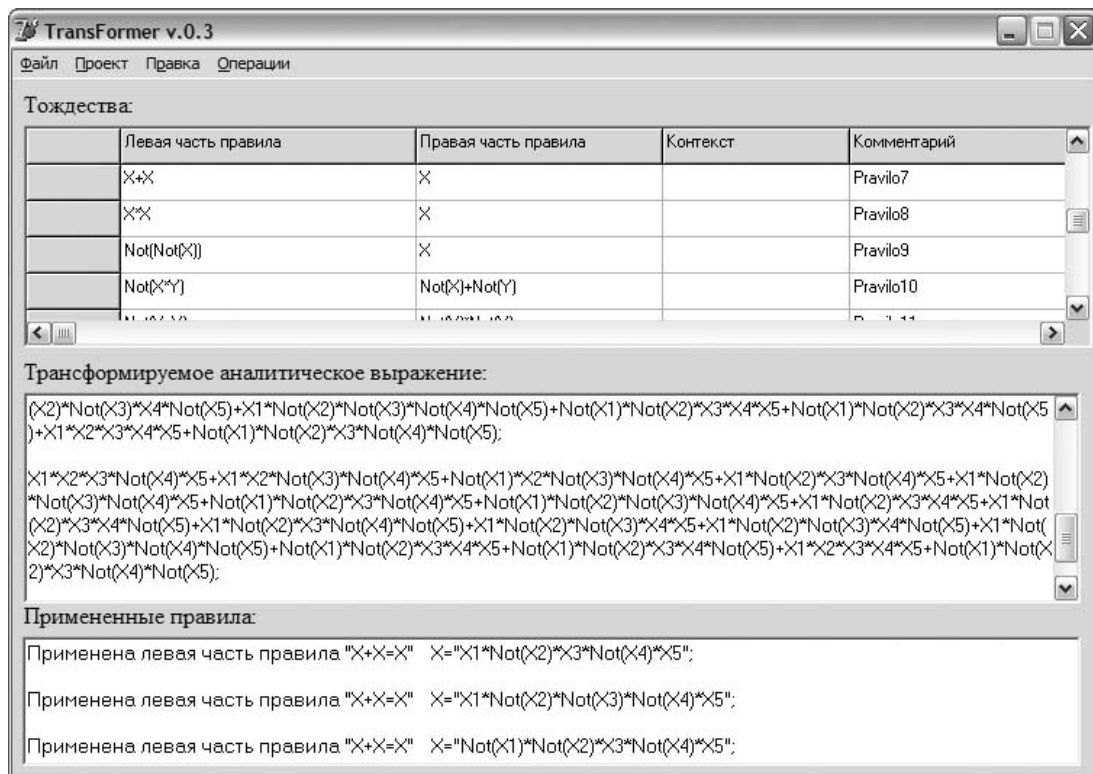 TransFormer v.0.3
Файл Проект Правка Операции
Тождества:
Левая часть правила Правая часть правила Контекст Комментарий
X+X X Pravilo7
X*X X Pravilo8
Not(Not(X)) X Pravilo9
Not(X*Y) Not(X)+Not(Y) Pravilo10
Трансформируемое аналитическое выражение:
(X2)*Not(X3)*X4*Not(X5)+X1*Not(X2)*Not(X3)*Not(X4)*Not(X5)+Not(X1)*Not(X2)*X3*X4*X5+Not(X1)*Not(X2)*X3*X4*Not(X5
)+X1*X2*X3*X4*X5+Not(X1)*Not(X2)*X3*Not(X4)*Not(X5);
X1*X2*X3*Not(X4)*X5+X1*X2*Not(X3)*Not(X4)*X5+Not(X1)*X2*Not(X3)*Not(X4)*X5+X1*Not(X2)*X3*Not(X4)*X5+X1*Not(X2)
*Not(X3)*Not(X4)*X5+Not(X1)*Not(X2)*X3*Not(X4)*X5+Not(X1)*Not(X2)*Not(X3)*Not(X4)*X5+X1*Not(X2)*X3*X4*X5+X1*Not
(X2)*X3*X4*Not(X5)+X1*Not(X2)*X3*Not(X4)*Not(X5)+X1*Not(X2)*Not(X3)*X4*X5+X1*Not(X2)*Not(X3)*X4*Not(X5)+X1*Not(
X2)*Not(X3)*Not(X4)*Not(X5)+Not(X1)*Not(X2)*X3*X4*X5+Not(X1)*Not(X2)*X3*X4*Not(X5)+X1*X2*X3*X4*X5+Not(X1)*Not(X
2)*X3*Not(X4)*Not(X5);
Примененные правила:
Применена левая часть правила "X+X=X" X="X1*Not(X2)*X3*Not(X4)*X5";
Применена левая часть правила "X+X=X" X="X1*Not(X2)*Not(X3)*Not(X4)*X5";
Применена левая часть правила "X+X=X" X="Not(X1)*Not(X2)*X3*Not(X4)*X5";